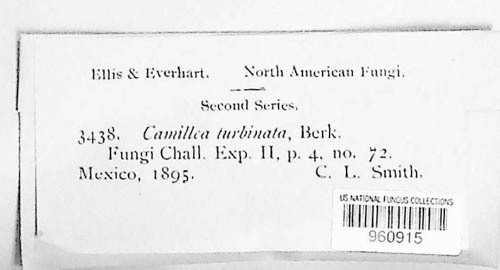 Ellis & Everhart. North American Fungi.
Second Series.
3438. Camillea turbinata, Berk.
Fungi Chall. Exp. II, p. 4, no. 72.
Mexico, 1895. C. L. Smith.
US NATIONAL FUNGUS COLLECTIONS
960915